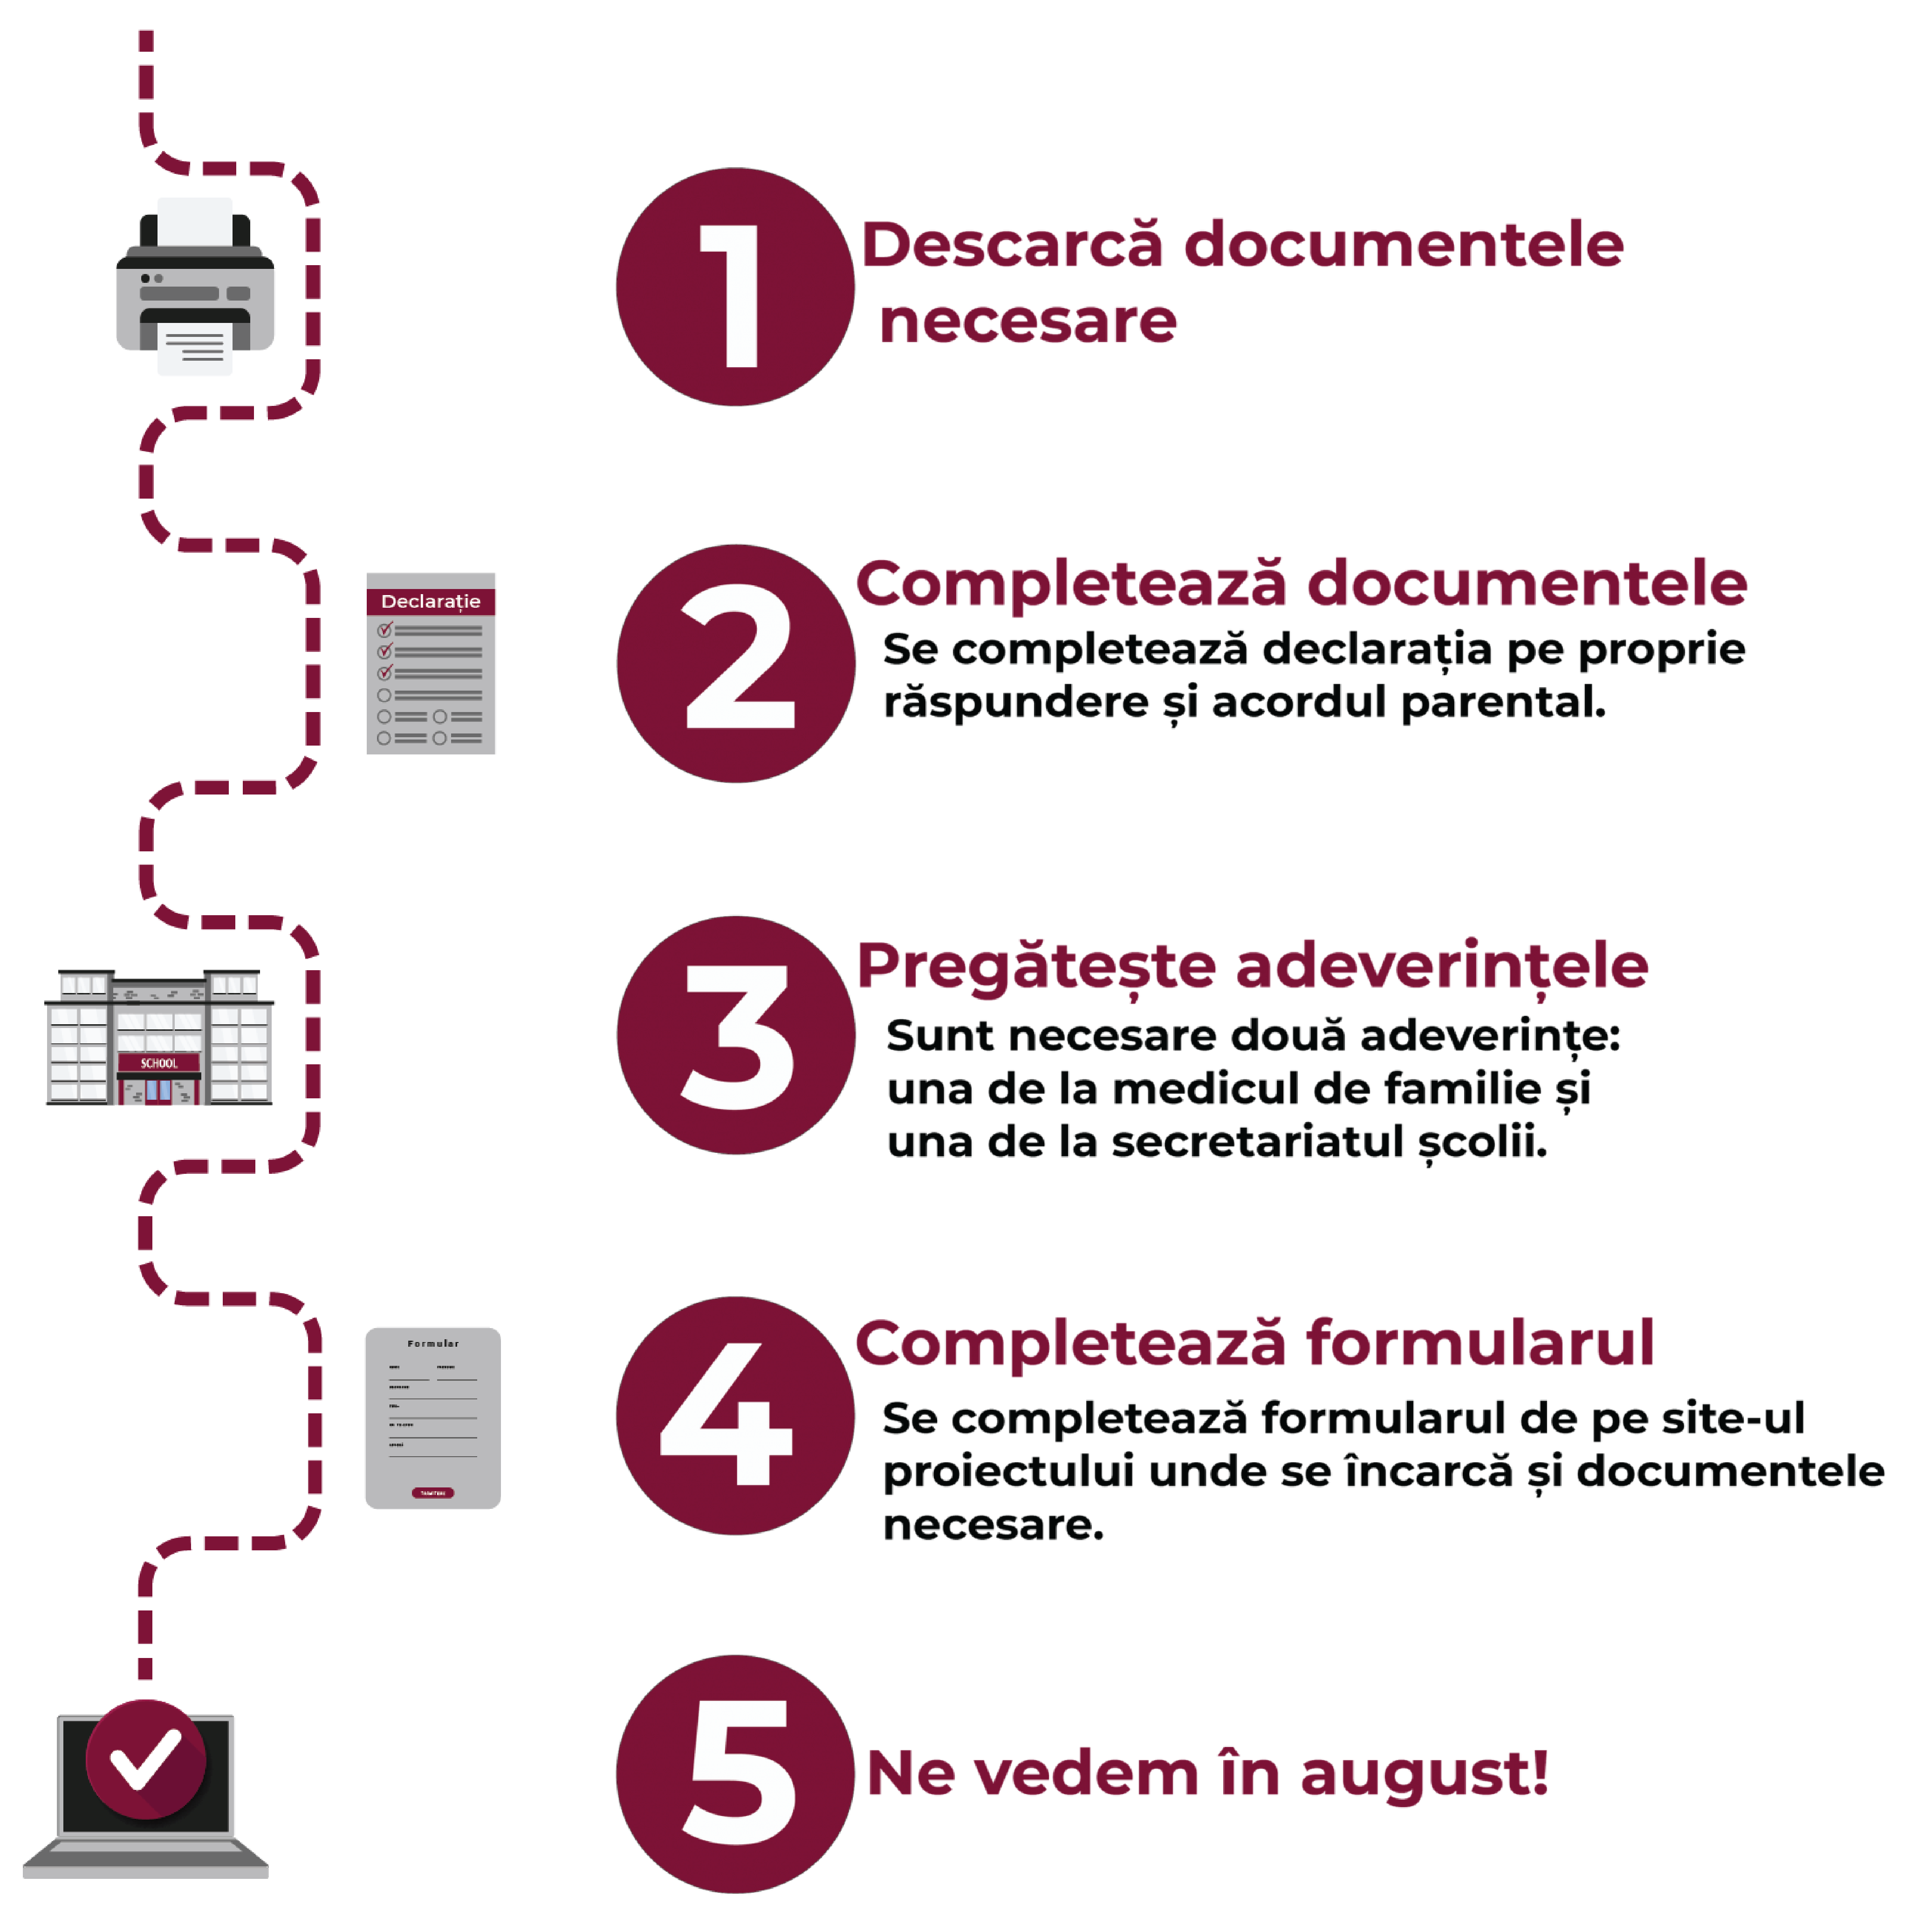 1
Descarcă documentele
necesare
Declarație
2
Completează documentele
Se completează declarația pe proprie
răspundere și acordul parental.
SCHOOL
3
Pregătește adeverințele
Sunt necesare două adeverințe:
una de la medicul de familie și
una de la secretariatul școlii.
Formular
4
Completează formularul
Se completează formularul de pe site-ul
proiectului unde se încarcă și documentele
necesare.
5
Ne vedem în august!